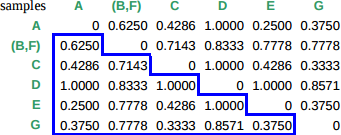 samples A (B,F) C D E G
A 0 0.6250 0.4286 1.0000 0.2500 0.3750
(B,F) 0.6250 0 0.7143 0.8333 0.7778 0.7778
C 0.4286 0.7143 0 1.0000 0.4286 0.3333
D 1.0000 0.8333 1.0000 0 1.0000 0.8571
E 0.2500 0.7778 0.4286 1.0000 0 0.3750
G 0.3750 0.7778 0.3333 0.8571 0.3750 0